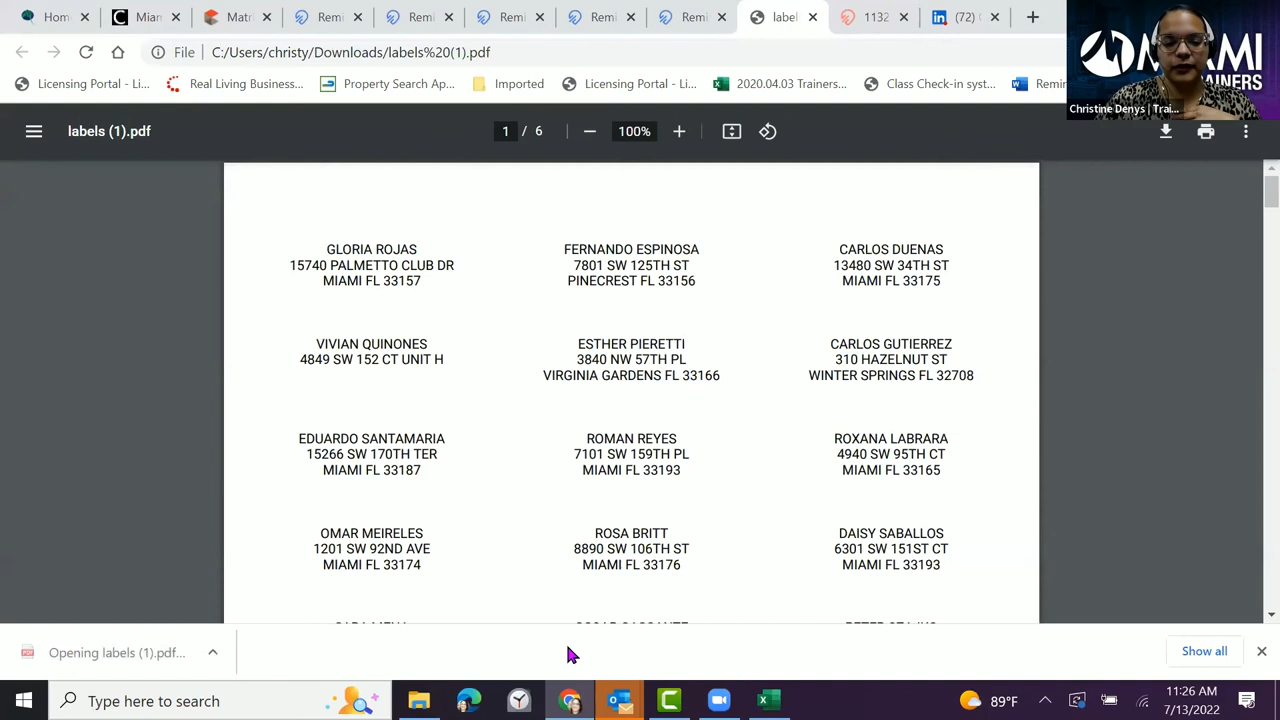 Hom
Mian
Matr
Remi
Remi
Remi
Remi
Remi
label
1132
(72)
File
C:/Users/christy/Downloads/labels%20(1).pdf
Licensing Portal - Li...
Real Living Business...
Property Search Ap...
Imported
Licensing Portal - Li...
2020.04.03 Trainers...
Class Check-in syst...
Remin
MIAMI
Christine Denys | Trai...
labels (1).pdf
1 / 6
100%
GLORIA ROJAS
15740 PALMETTO CLUB DR
MIAMI FL 33157
FERNANDO ESPINOSA
7801 SW 125TH ST
PINECREST FL 33156
CARLOS DUENAS
13480 SW 34TH ST
MIAMI FL 33175
VIVIAN QUINONES
4849 SW 152 CT UNIT H
ESTHER PIERETTI
3840 NW 57TH PL
VIRGINIA GARDENS FL 33166
CARLOS GUTIERREZ
310 HAZELNUT ST
WINTER SPRINGS FL 32708
EDUARDO SANTAMARIA
15266 SW 170TH TER
MIAMI FL 33187
ROMAN REYES
7101 SW 159TH PL
MIAMI FL 33193
ROXANA LABRARA
4940 SW 95TH CT
MIAMI FL 33165
OMAR MEIRELES
1201 SW 92ND AVE
MIAMI FL 33174
ROSA BRITT
8890 SW 106TH ST
MIAMI FL 33176
DAISY SABALLOS
6301 SW 151ST CT
MIAMI FL 33193
Opening labels (1).pdf...
Show all
Type here to search
89°F
11:26 AM
7/13/2022